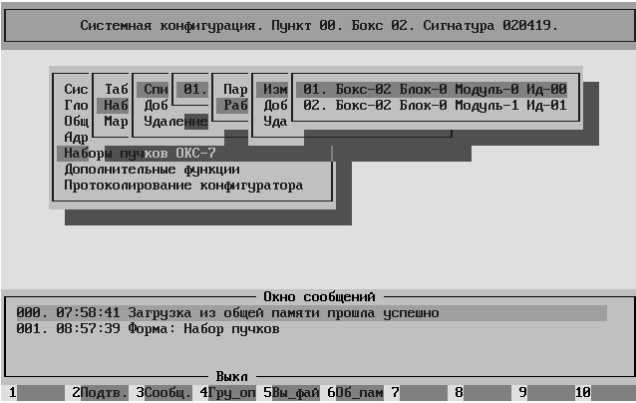 Системная конфигурация. Пункт 00. Бокс 02. Сигнатура 020419.
Сис Таб Спи 01. Пар Изм 01. Бокс-02 Блок-0 Модуль-0 Ид-00
Гло Наб Доб Раб Доб 02. Бокс-02 Блок-0 Модуль-1 Ид-01
Общ Мар Удаление Уда
Адр
Наборы пучков ОКС-7
Дополнительные функции
Протоколирование конфигуратора
Окно сообщений
000. 07:58:41 Загрузка из общей памяти прошла успешно
001. 08:57:39 Форма: Набор пучков
Выкл
1 2Подтв. 3Сообщ. 4Гру_оп 5Вы_фай 6Об_пам 7 8 9 10